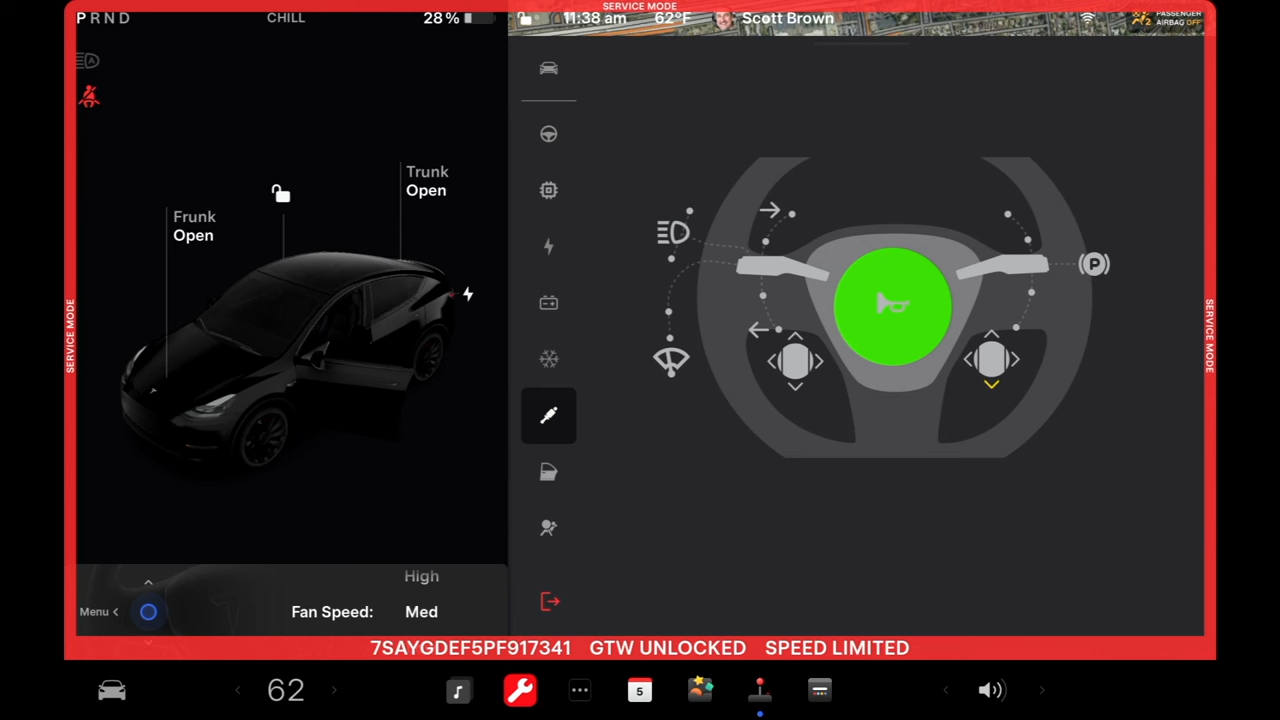 SERVICE MODE
P R N D
CHILL
28 %
11:38 am
62°F
Scott Brown
PASSENGER
AIRBAG OFF
A
Trunk
Open
Frunk
Open
P
SERVICE MODE
SERVICE MODE
High
Menu
Fan Speed:
Med
7SAYGDEF5PF917341 GTW UNLOCKED SPEED LIMITED
62
5